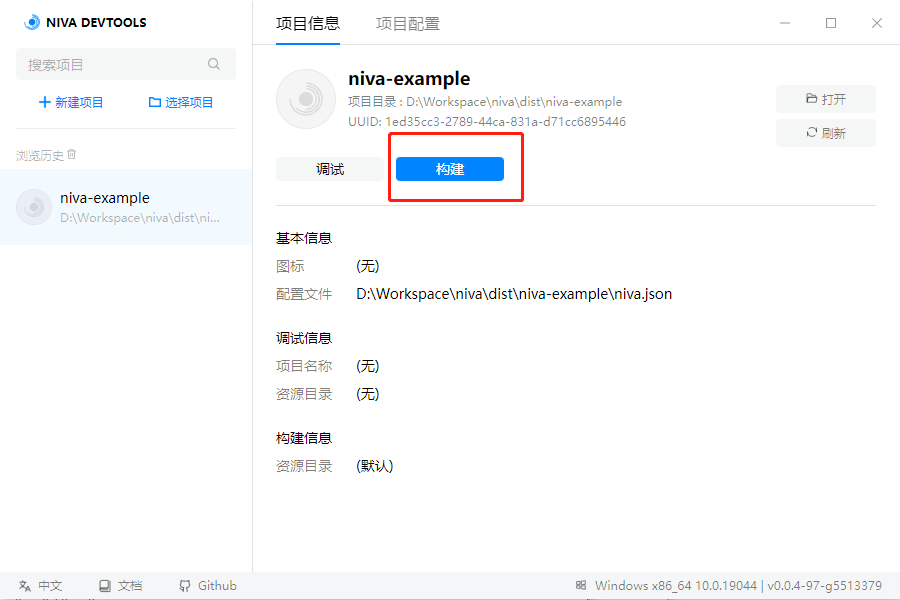 NIVA DEVTOOLS
搜索项目
新建项目 选择项目
浏览历史
niva-example
D:\Workspace\niva\dist\ni...
项目信息 项目配置
niva-example
项目目录 : D:\Workspace\niva\dist\niva-example
UUID: 1ed35cc3-2789-44ca-831a-d71cc6895446
打开
刷新
调试 构建
基本信息
图标 (无)
配置文件 D:\Workspace\niva\dist\niva-example\niva.json
调试信息
项目名称 (无)
资源目录 (无)
构建信息
资源目录 (默认)
中文 文档 Github
Windows x86_64 10.0.19044 | v0.0.4-97-g5513379